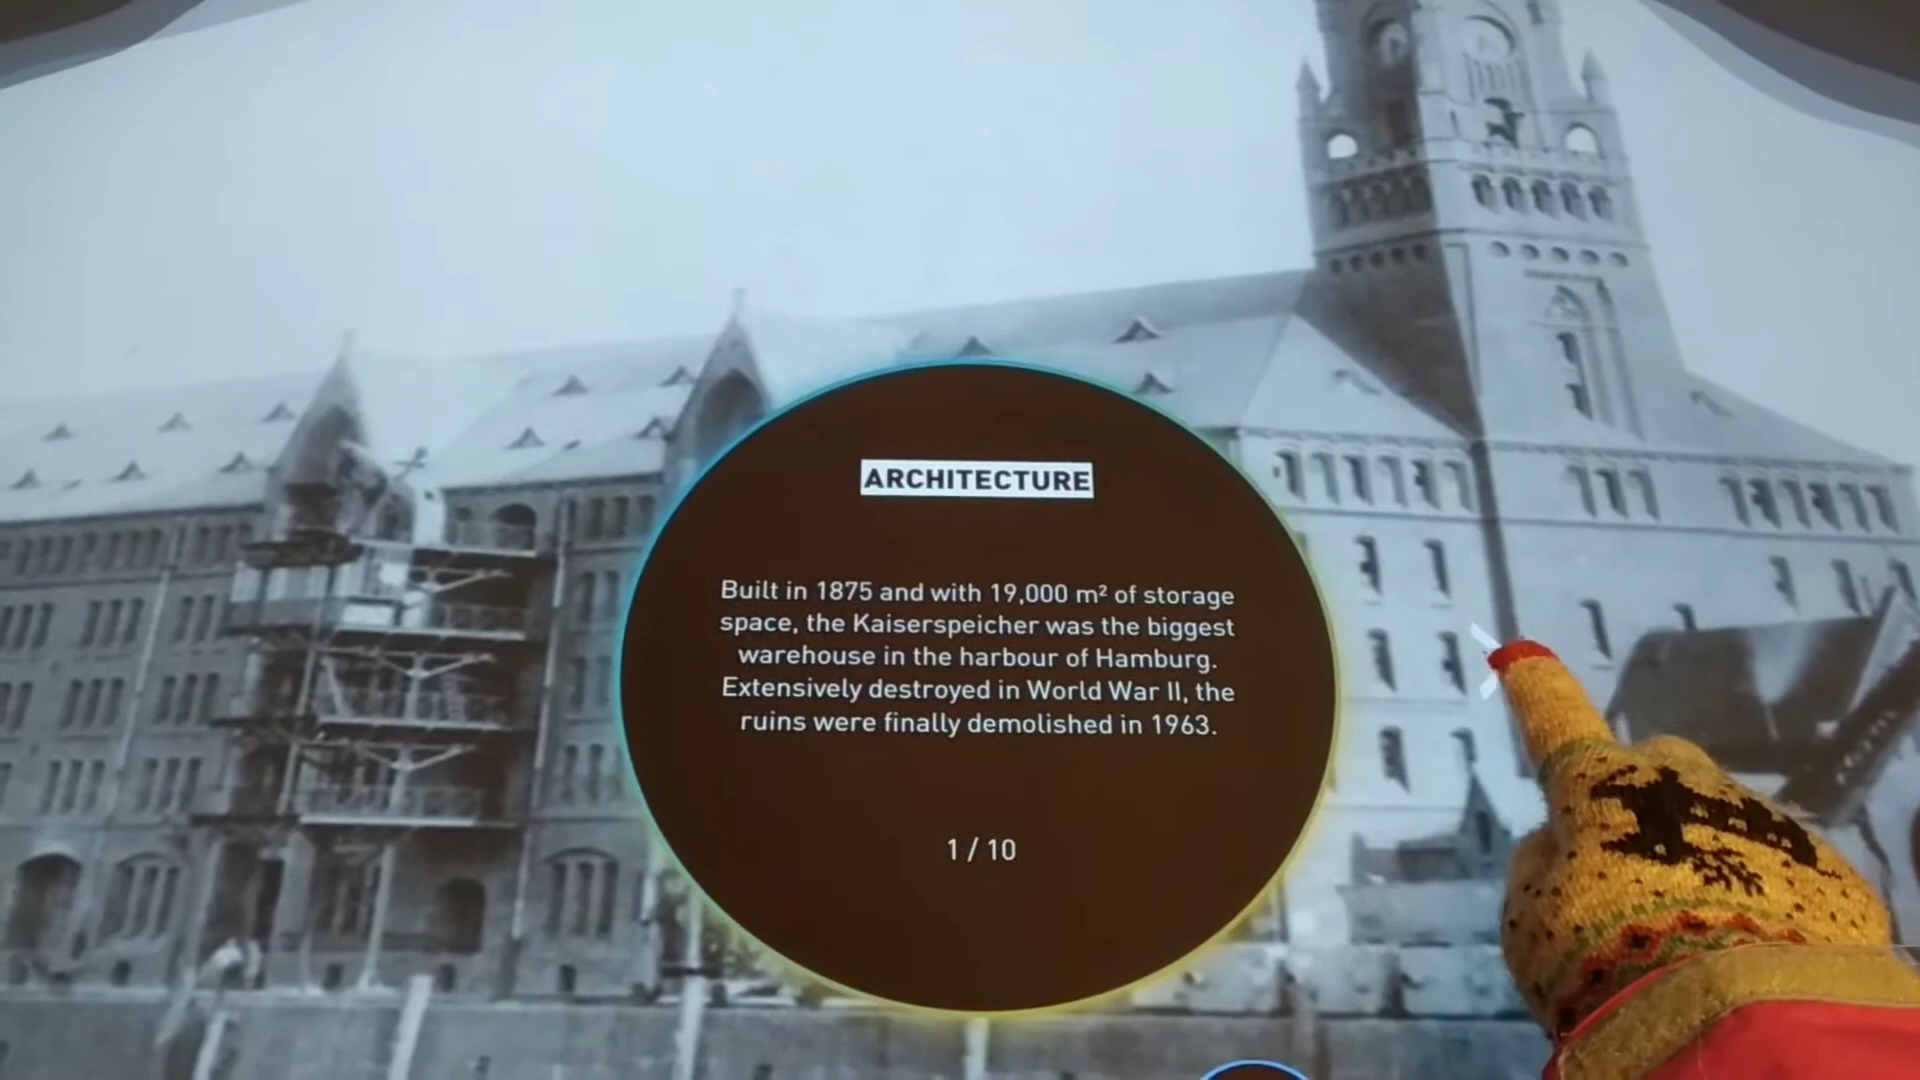 ARCHITECTURE
Built in 1875 and with 19,000 m² of storage
space, the Kaiserspeicher was the biggest
warehouse in the harbour of Hamburg.
Extensively destroyed in World War II, the
ruins were finally demolished in 1963.
1 / 10